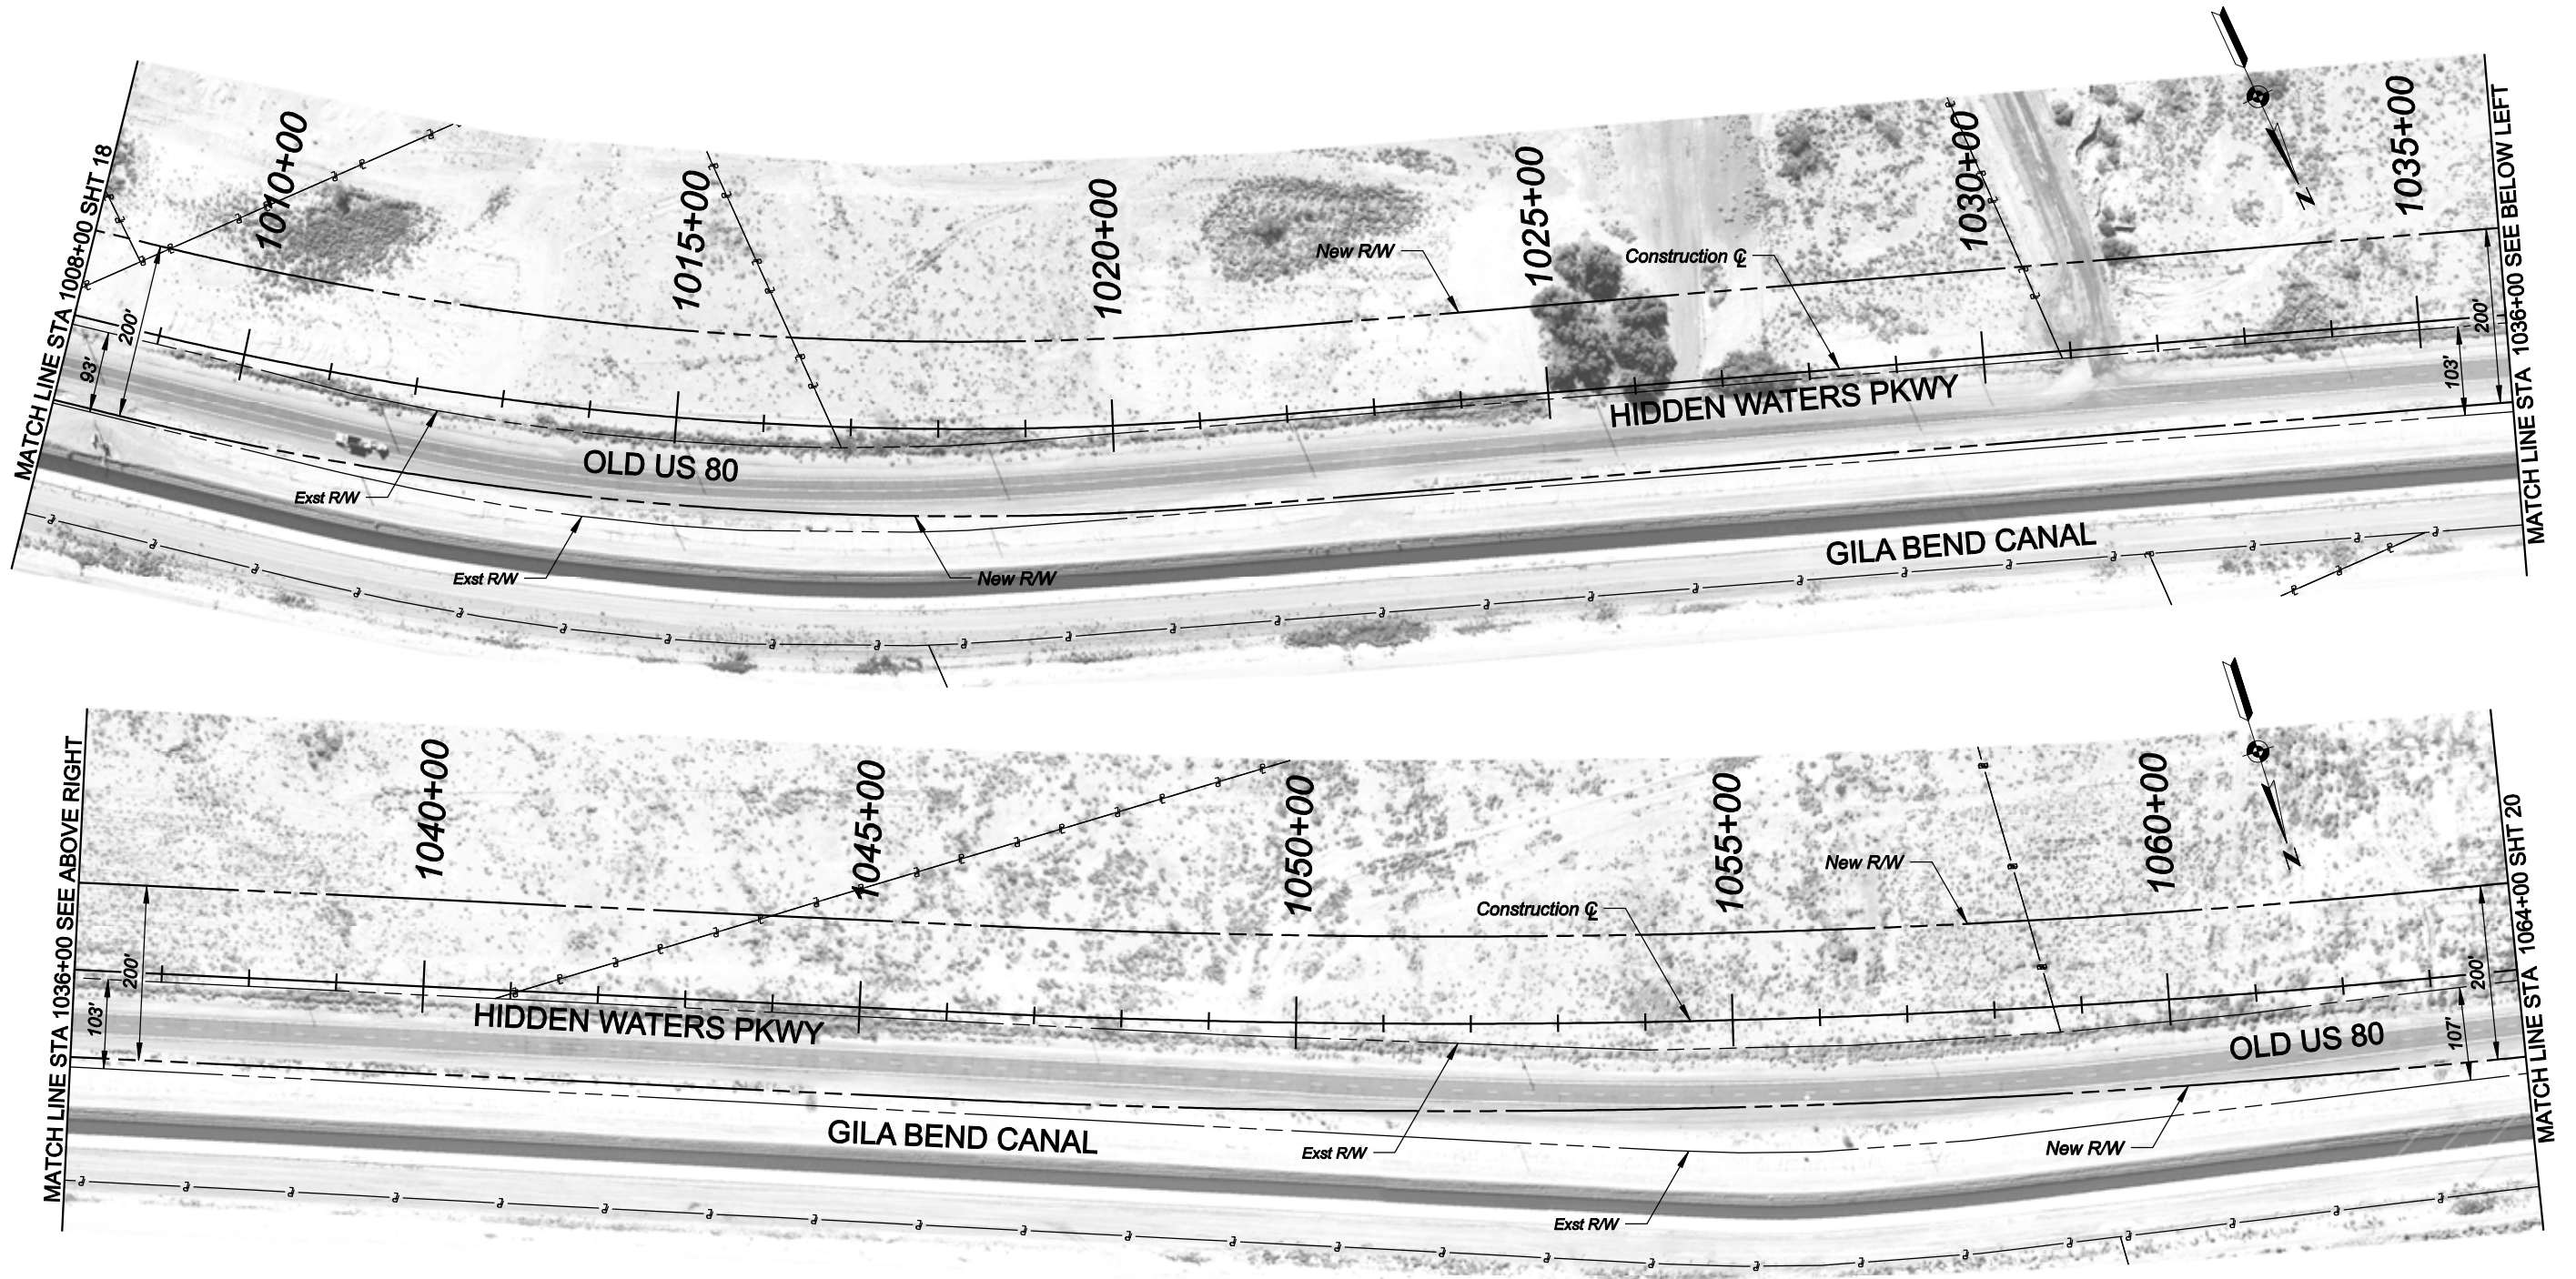 MATCH LINE STA 1008+00 SHT 18
1010+00
1015+00
1020+00
1025+00
1030+00
1035+00
N
MATCH LINE STA 1036+00 SEE BELOW LEFT
New R/W
Construction ℄
200'
93'
200'
103'
HIDDEN WATERS PKWY
OLD US 80
Exst R/W
Exst R/W
New R/W
GILA BEND CANAL
MATCH LINE STA 1036+00 SEE ABOVE RIGHT
1040+00
1045+00
1050+00
1055+00
1060+00
N
MATCH LINE STA 1064+00 SHT 20
New R/W
Construction ℄
200'
103'
200'
107'
HIDDEN WATERS PKWY
OLD US 80
GILA BEND CANAL
Exst R/W
New R/W
Exst R/W